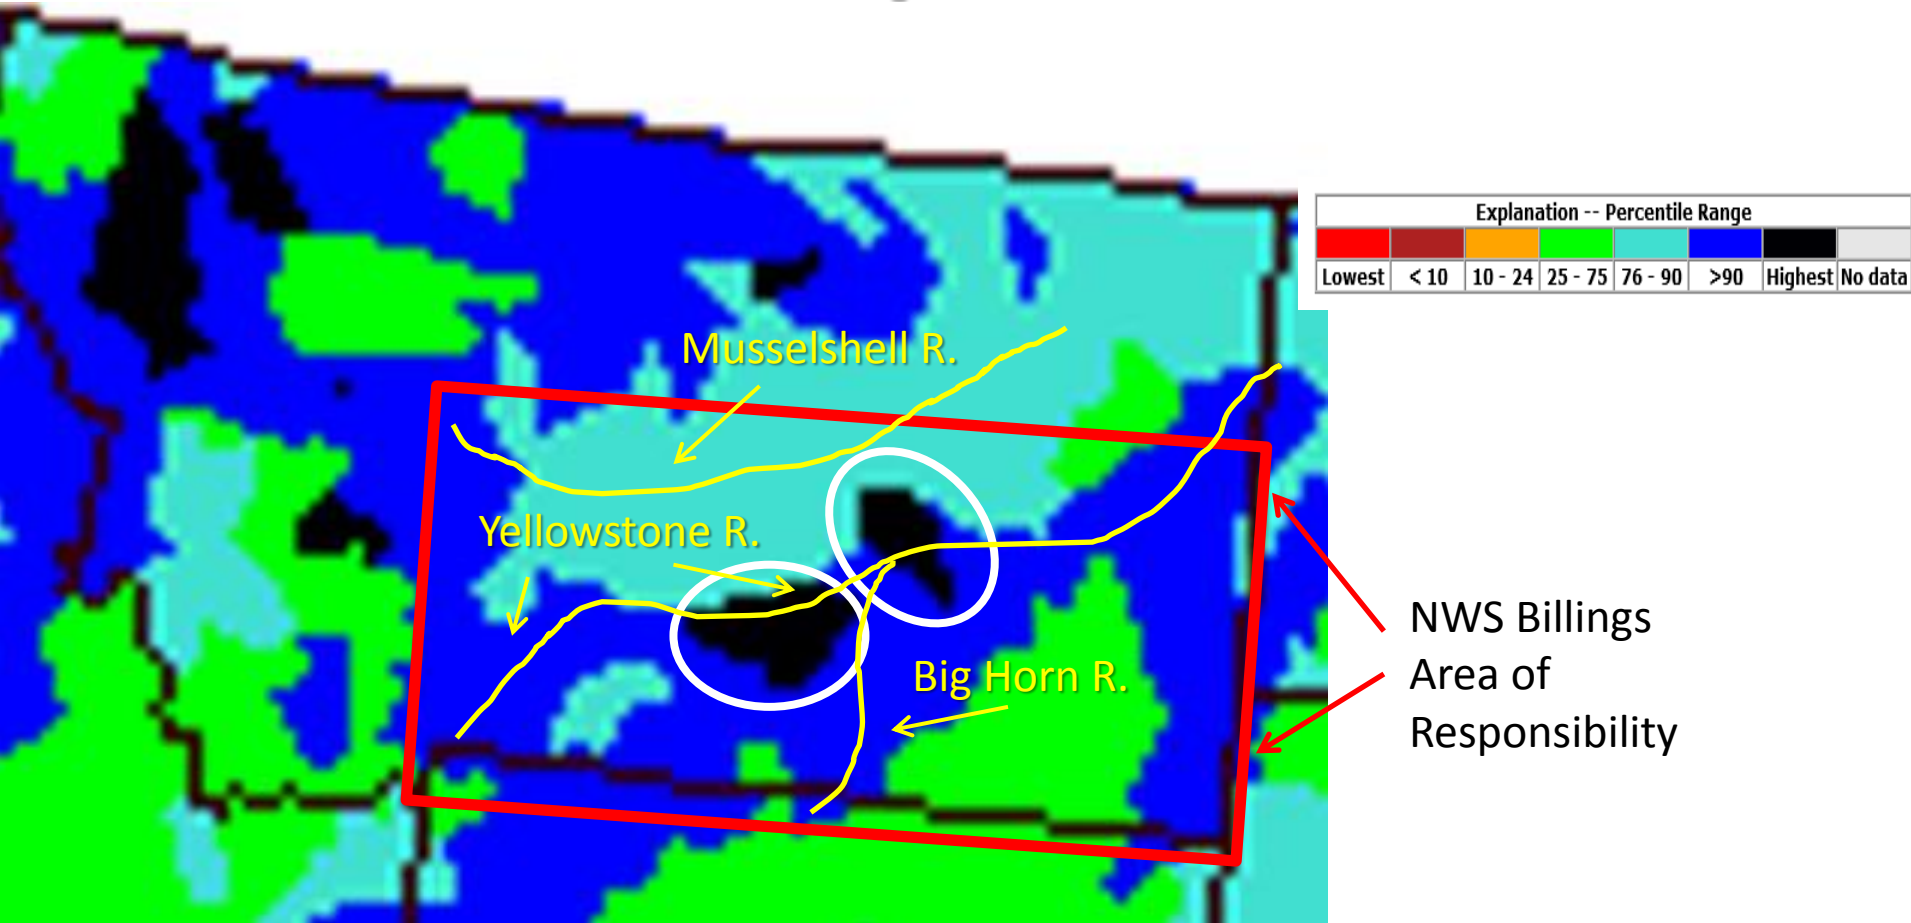 Explanation -- Percentile Range
Lowest < 10 10 - 24 25 - 75 76 - 90 >90 Highest No data
Musselshell R.
Yellowstone R.
Big Horn R.
NWS Billings
Area of
Responsibility